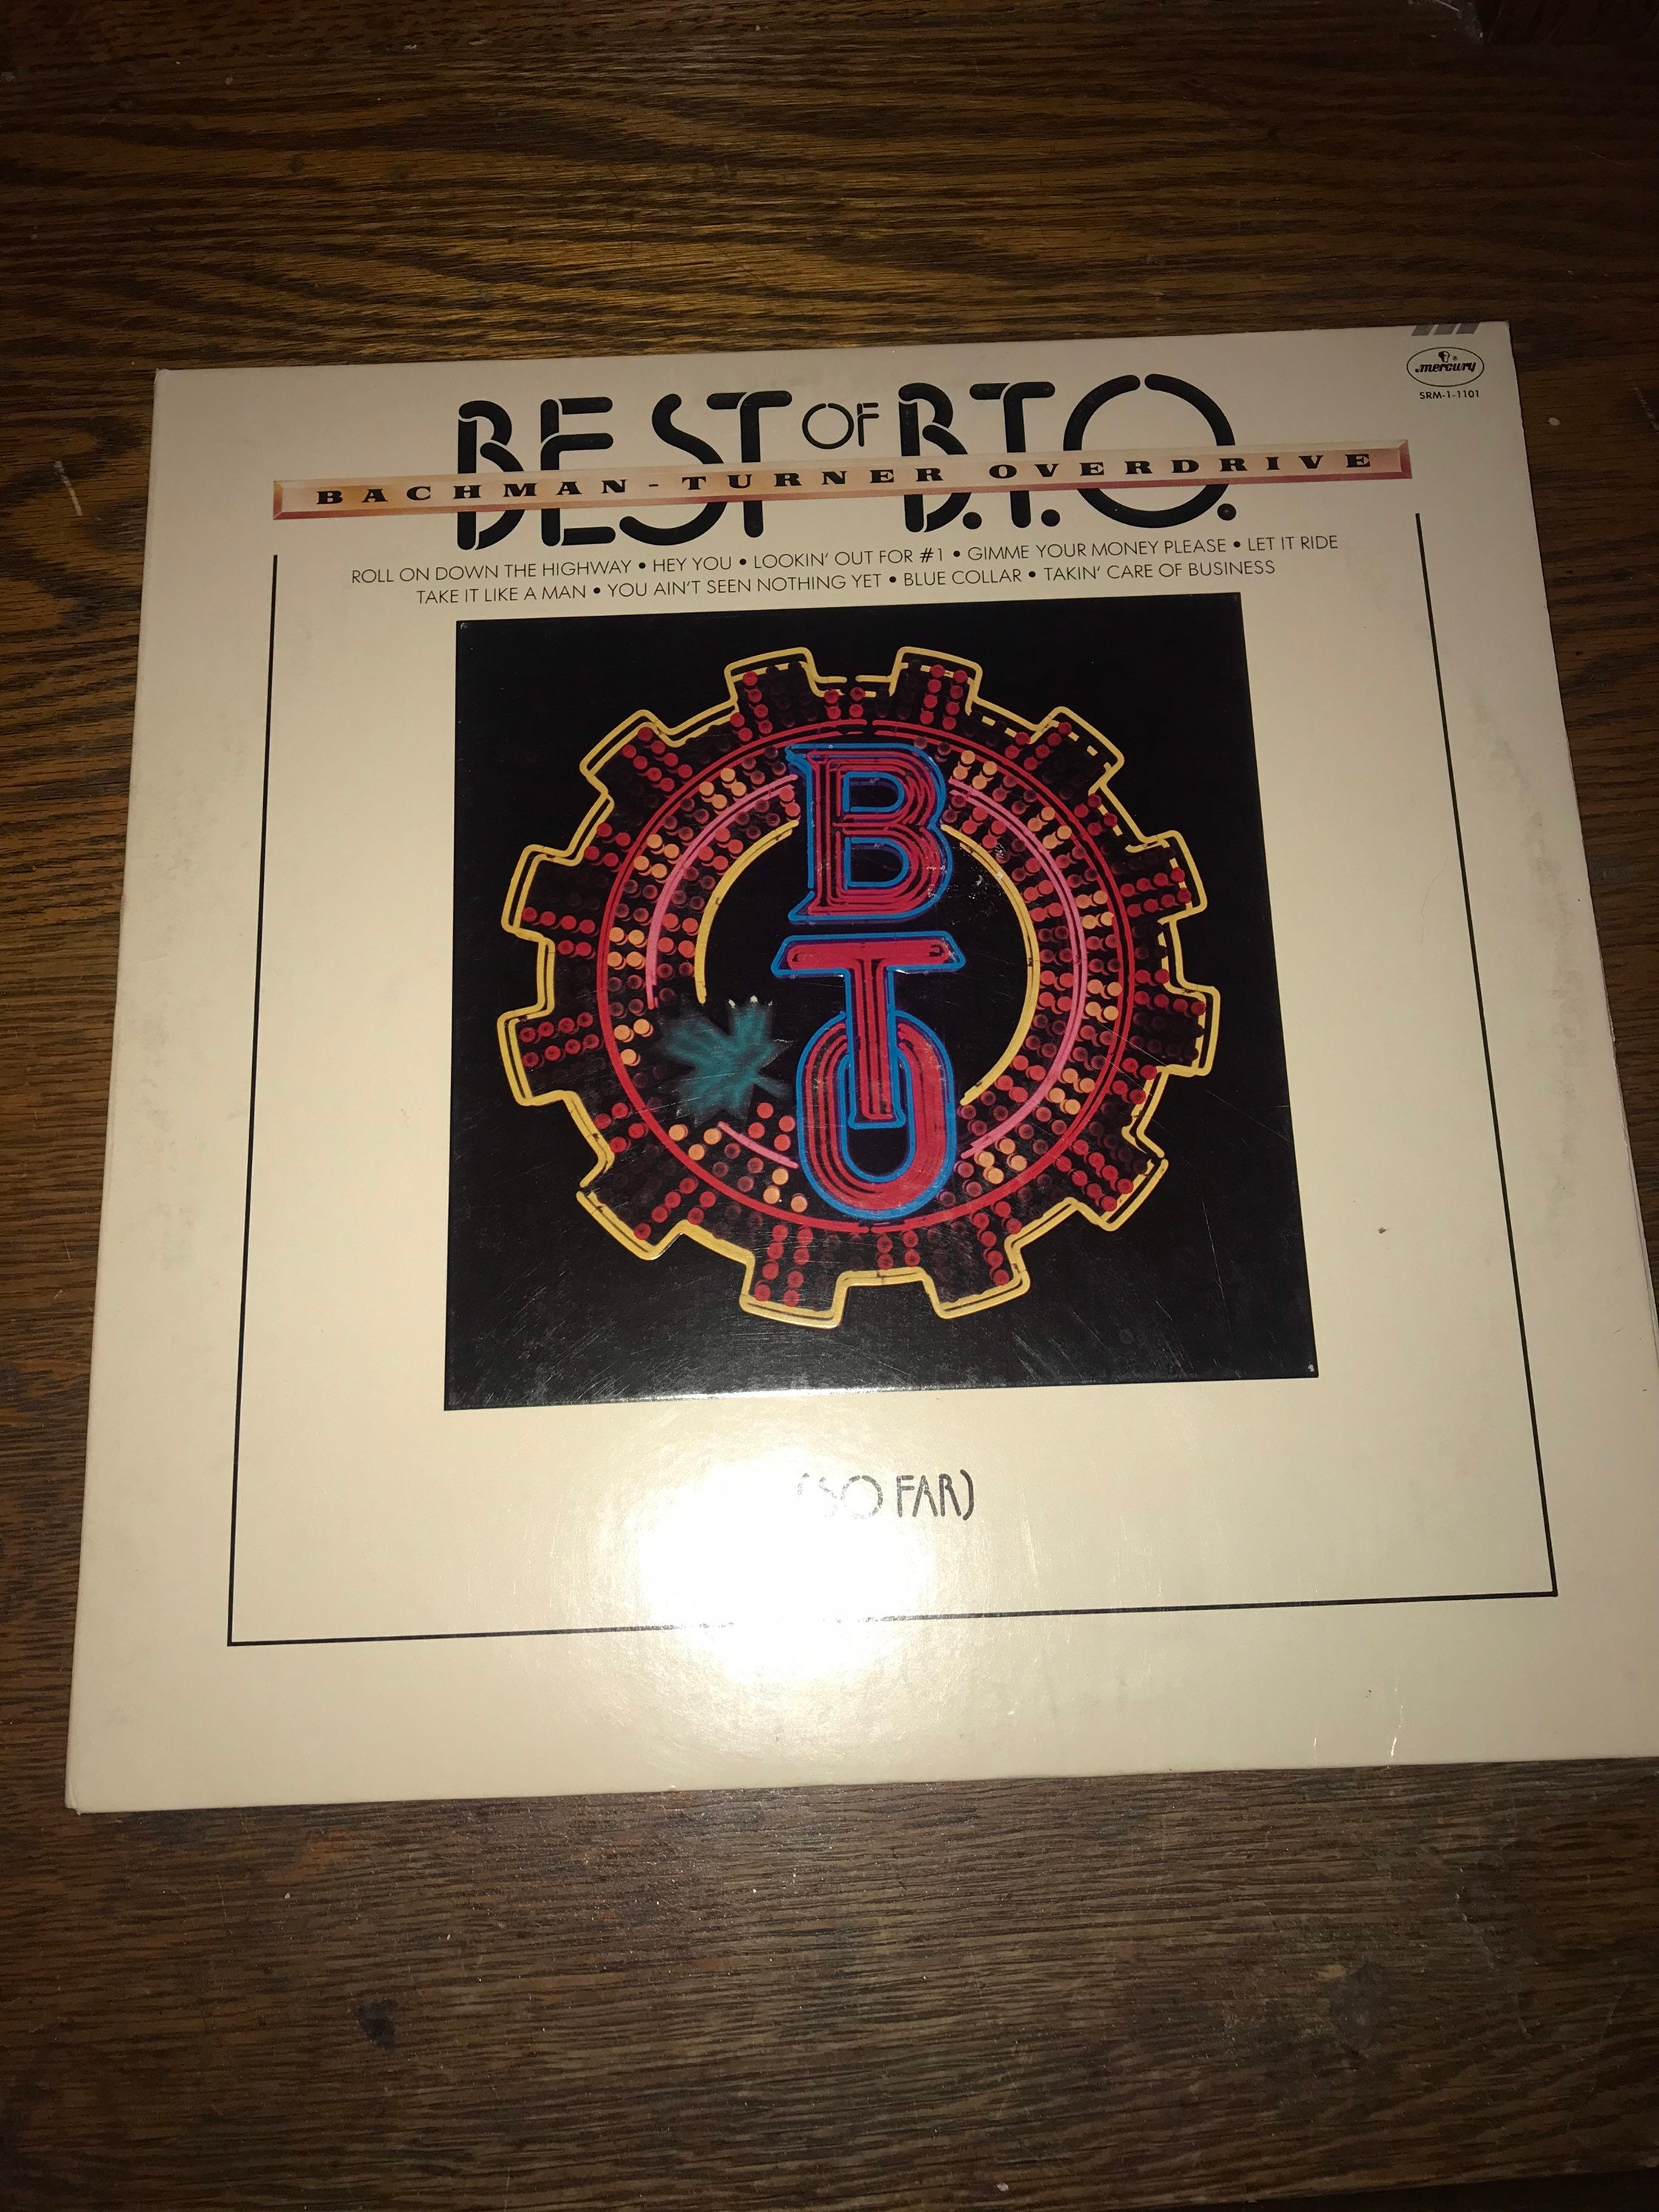 mercury
SRM-1-1101
BEST OF B.T.O.
BACHMAN-TURNER OVERDRIVE
ROLL ON DOWN THE HIGHWAY • HEY YOU • LOOKIN' OUT FOR #1 • GIMME YOUR MONEY PLEASE • LET IT RIDE
TAKE IT LIKE A MAN • YOU AIN'T SEEN NOTHING YET • BLUE COLLAR • TAKIN' CARE OF BUSINESS
B
T
O
(SO FAR)